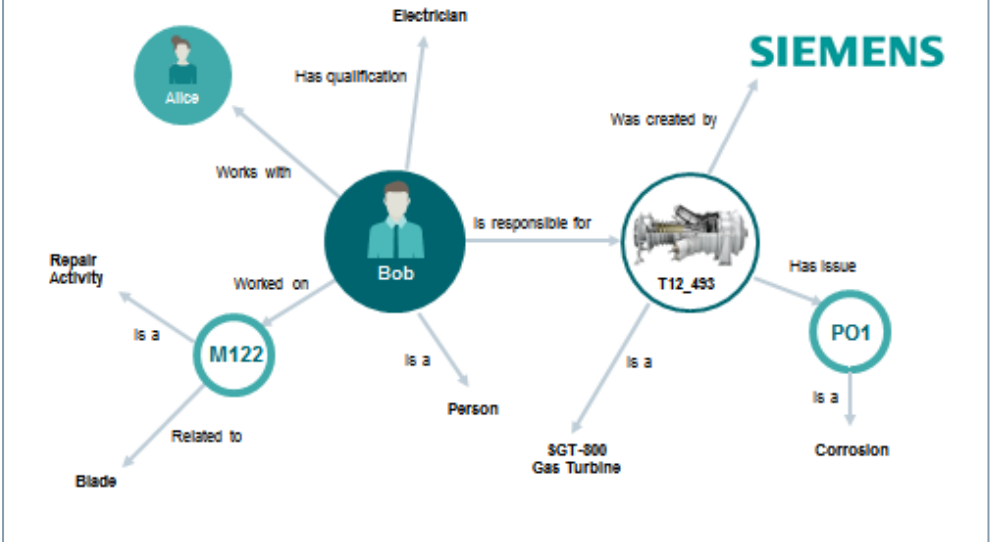 Electrician
SIEMENS
Has qualification
Alice
Was created by
Works with
Is responsible for
Bob
Repair
Activity
Worked on
T12_493
Has Issue
Is a
M122
PO1
Is a
Is a
Is a
Person
Related to
SGT-800
Gas Turbine
Corrosion
Blade